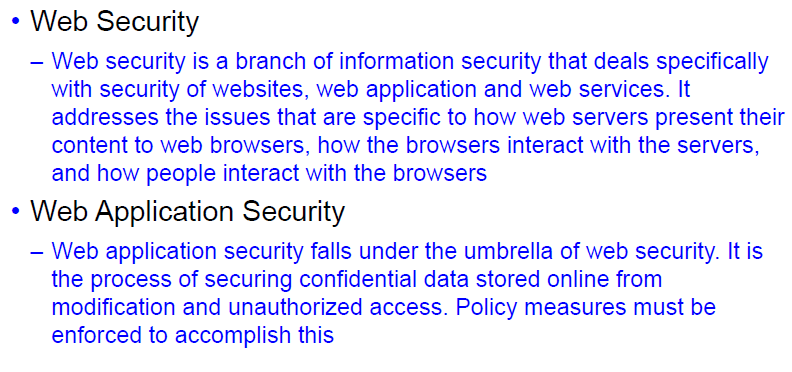 • Web Security
– Web security is a branch of information security that deals specifically
with security of websites, web application and web services. It
addresses the issues that are specific to how web servers present their
content to web browsers, how the browsers interact with the servers,
and how people interact with the browsers
• Web Application Security
– Web application security falls under the umbrella of web security. It is
the process of securing confidential data stored online from
modification and unauthorized access. Policy measures must be
enforced to accomplish this